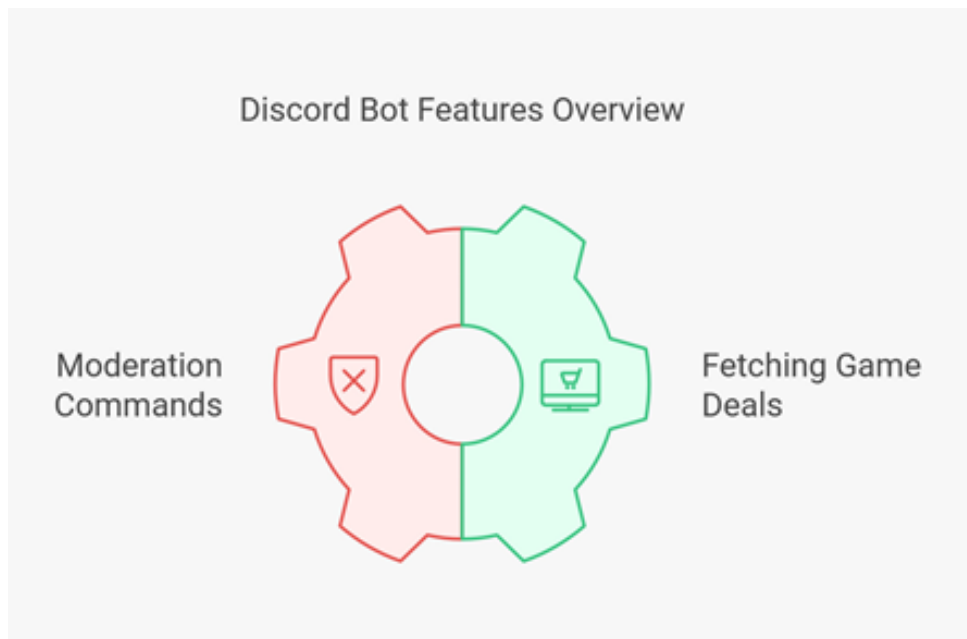 Discord Bot Features Overview
Moderation
Commands
Fetching Game
Deals